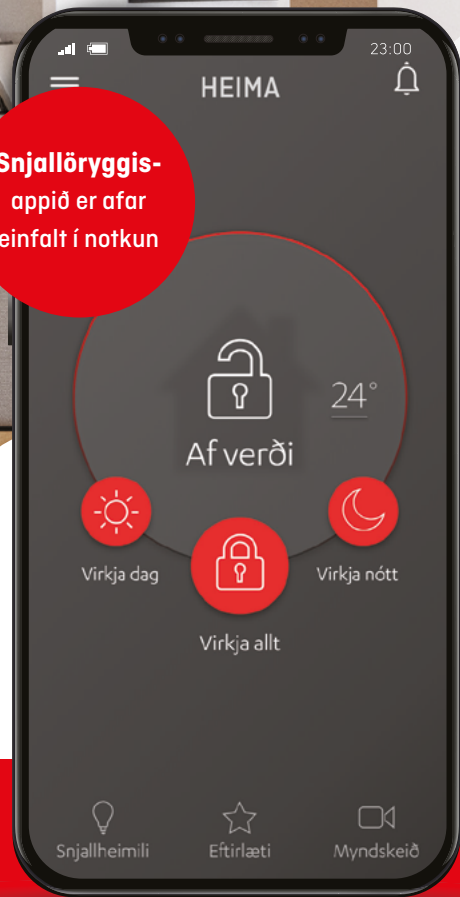 23:00
HEIMA
Snjallöryggis-
appið er afar
einfalt í notkun
24°
Af verði
Virkja dag
Virkja nótt
Virkja allt
Snjallheimili
Eftirlæti
Myndskeið